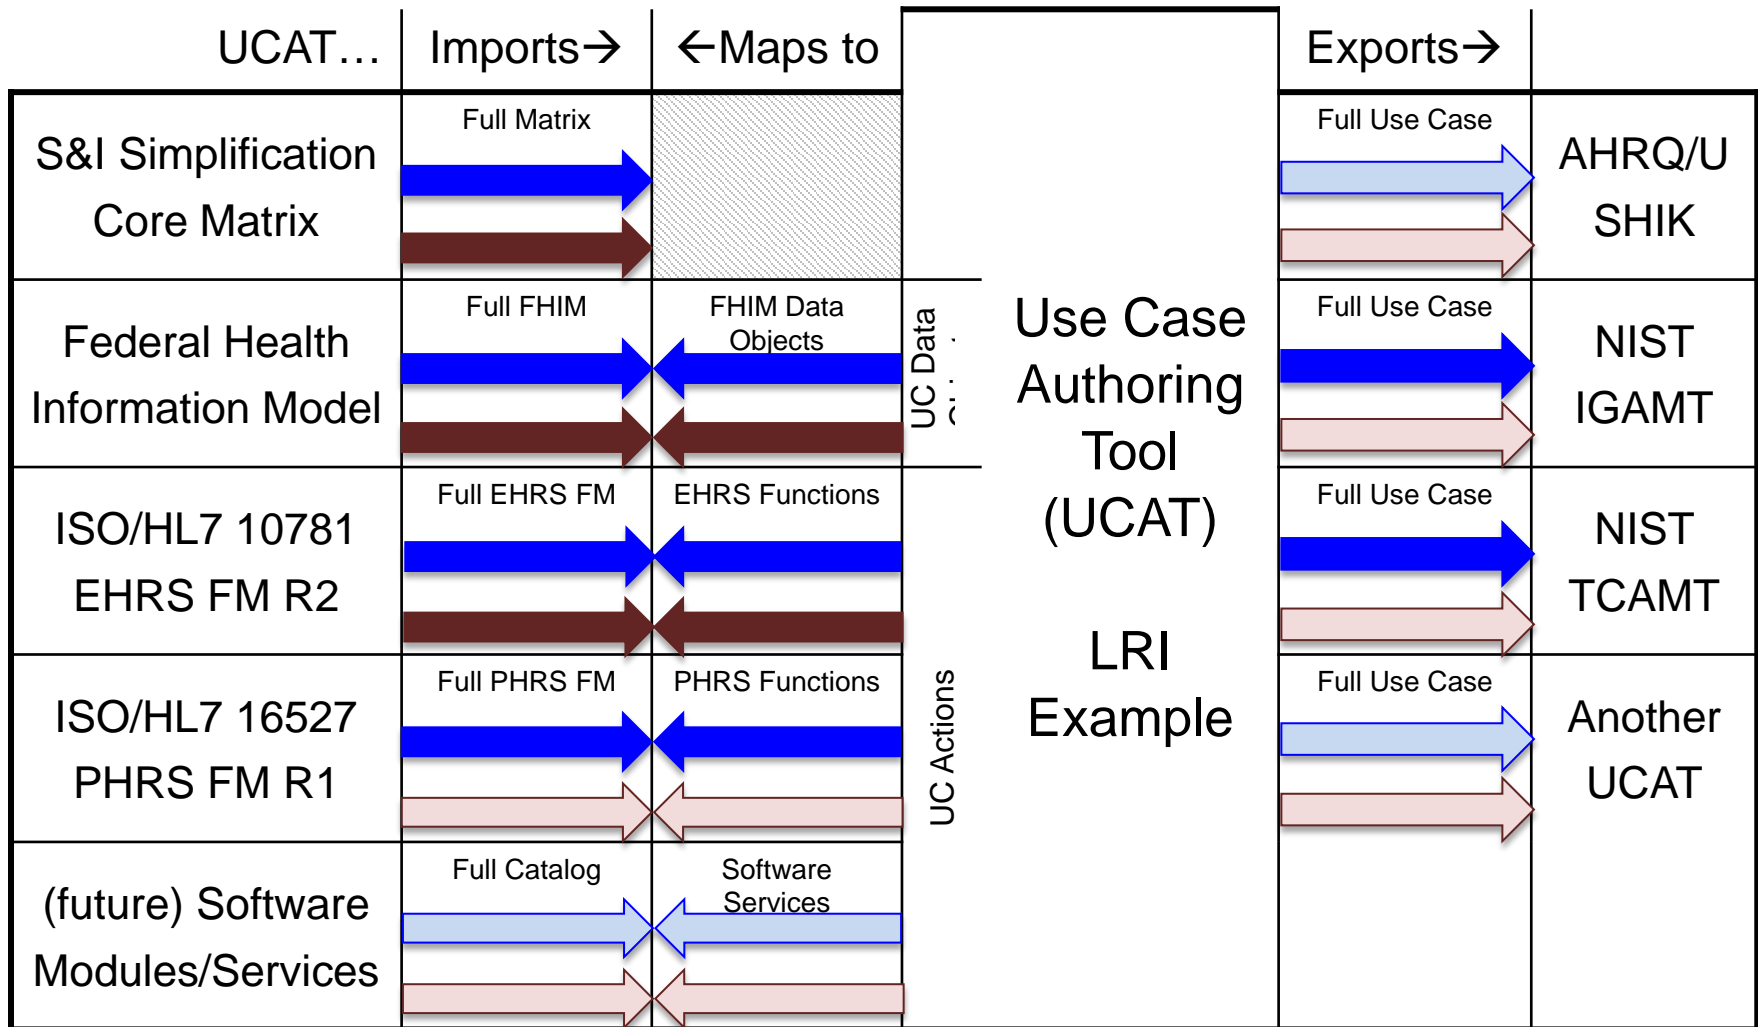 UCAT…
Imports→
←Maps to
Exports→
S&I Simplification
Core Matrix
Full Matrix
Full Use Case
AHRQ/U
SHIK
Federal Health
Information Model
Full FHIM
FHIM Data
Objects
UC Data
Use Case
Authoring
Tool
(UCAT)
LRI
Example
Full Use Case
NIST
IGAMT
ISO/HL7 10781
EHRS FM R2
Full EHRS FM
EHRS Functions
UC Actions
Full Use Case
NIST
TCAMT
ISO/HL7 16527
PHRS FM R1
Full PHRS FM
PHRS Functions
Full Use Case
Another
UCAT
(future) Software
Modules/Services
Full Catalog
Software
Services